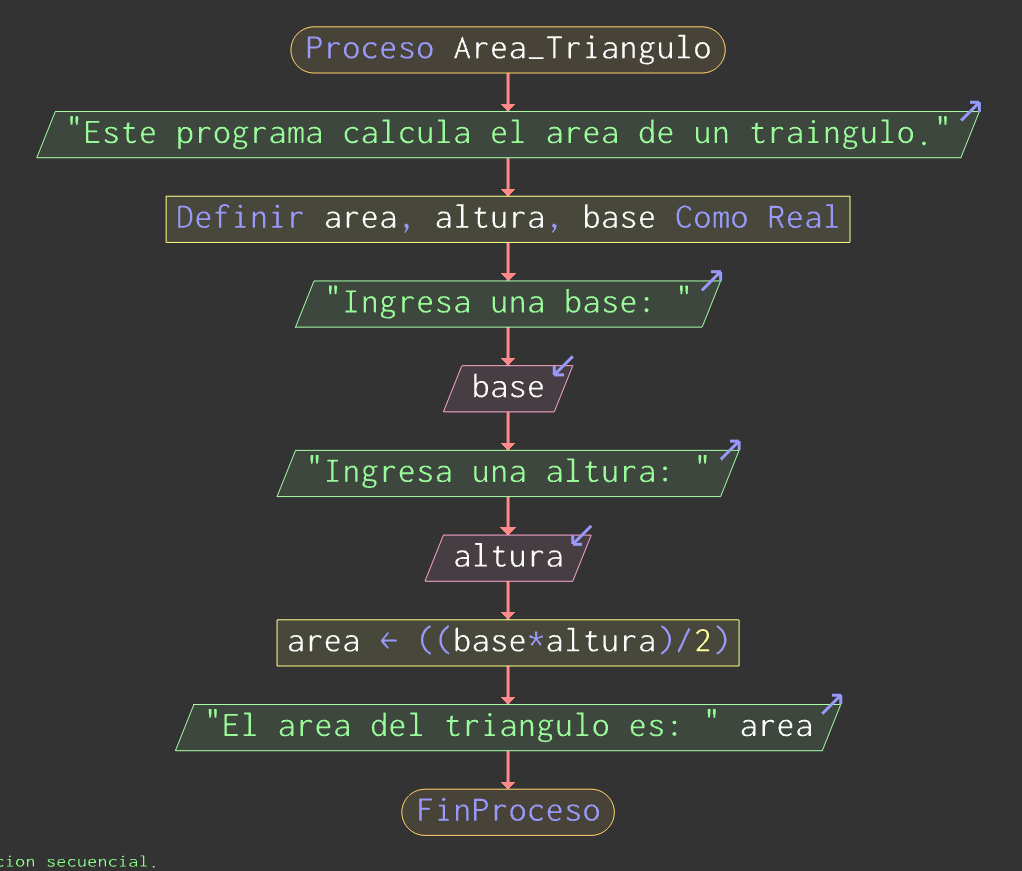 Proceso Area_Triangulo
"Este programa calcula el area de un traingulo."
Definir area, altura, base Como Real
"Ingresa una base: "
base
"Ingresa una altura: "
altura
area ← ((base*altura)/2)
"El area del triangulo es: " area
FinProceso
secuencial.